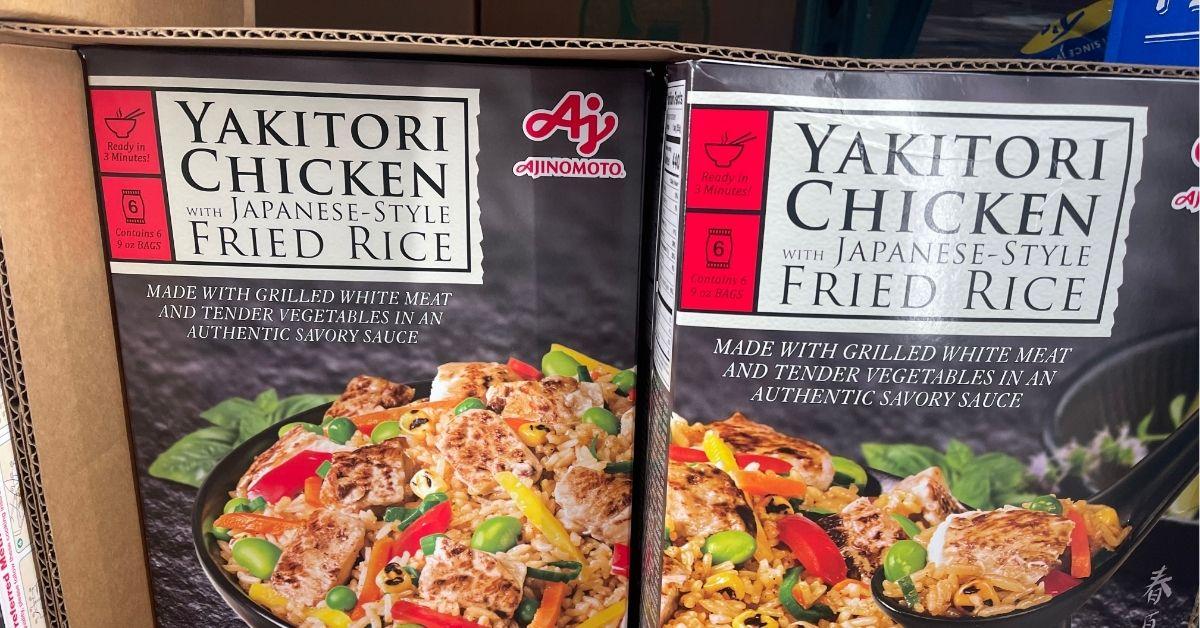 YAKITORI
CHICKEN
WITH JAPANESE-STYLE
FRIED RICE
Ready in
3 Minutes!
6
Contains 6
9 oz BAGS
Aj
AJINOMOTO
MADE WITH GRILLED WHITE MEAT
AND TENDER VEGETABLES IN AN
AUTHENTIC SAVORY SAUCE
YAKITORI
CHICKEN
WITH JAPANESE-STYLE
FRIED RICE
Ready in
3 Minutes!
6
Contains 6
9 oz BAGS
MADE WITH GRILLED WHITE MEAT
AND TENDER VEGETABLES IN AN
AUTHENTIC SAVORY SAUCE
440
SINCE
春